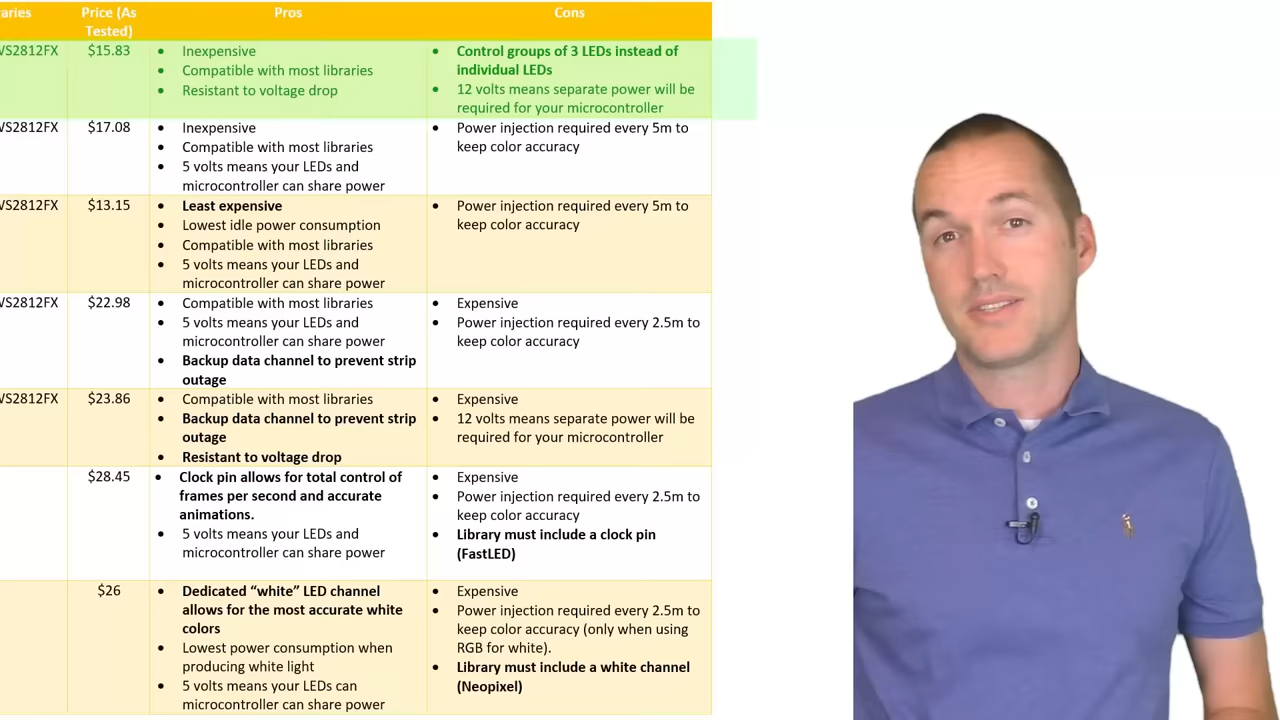 aries Price (As Pros Cons
Tested)
VS2812FX $15.83 • Inexpensive • Control groups of 3 LEDs instead of
• Compatible with most libraries individual LEDs
• Resistant to voltage drop • 12 volts means separate power will be
required for your microcontroller
VS2812FX $17.08 • Inexpensive • Power injection required every 5m to
• Compatible with most libraries keep color accuracy
• 5 volts means your LEDs and
microcontroller can share power
VS2812FX $13.15 • Least expensive • Power injection required every 5m to
• Lowest idle power consumption keep color accuracy
• Compatible with most libraries
• 5 volts means your LEDs and
microcontroller can share power
VS2812FX $22.98 • Compatible with most libraries • Expensive
• 5 volts means your LEDs and • Power injection required every 2.5m to
microcontroller can share power keep color accuracy
• Backup data channel to prevent strip
outage
VS2812FX $23.86 • Compatible with most libraries • Expensive
• Backup data channel to prevent strip • 12 volts means separate power will be
outage required for your microcontroller
• Resistant to voltage drop
$28.45 • Clock pin allows for total control of • Expensive
frames per second and accurate • Power injection required every 2.5m to
animations. keep color accuracy
• 5 volts means your LEDs and • Library must include a clock pin
microcontroller can share power (FastLED)
$26 • Dedicated “white” LED channel • Expensive
allows for the most accurate white • Power injection required every 2.5m to
colors keep color accuracy (only when using
• Lowest power consumption when RGB for white).
producing white light • Library must include a white channel
• 5 volts means your LEDs can (Neopixel)
microcontroller can share power